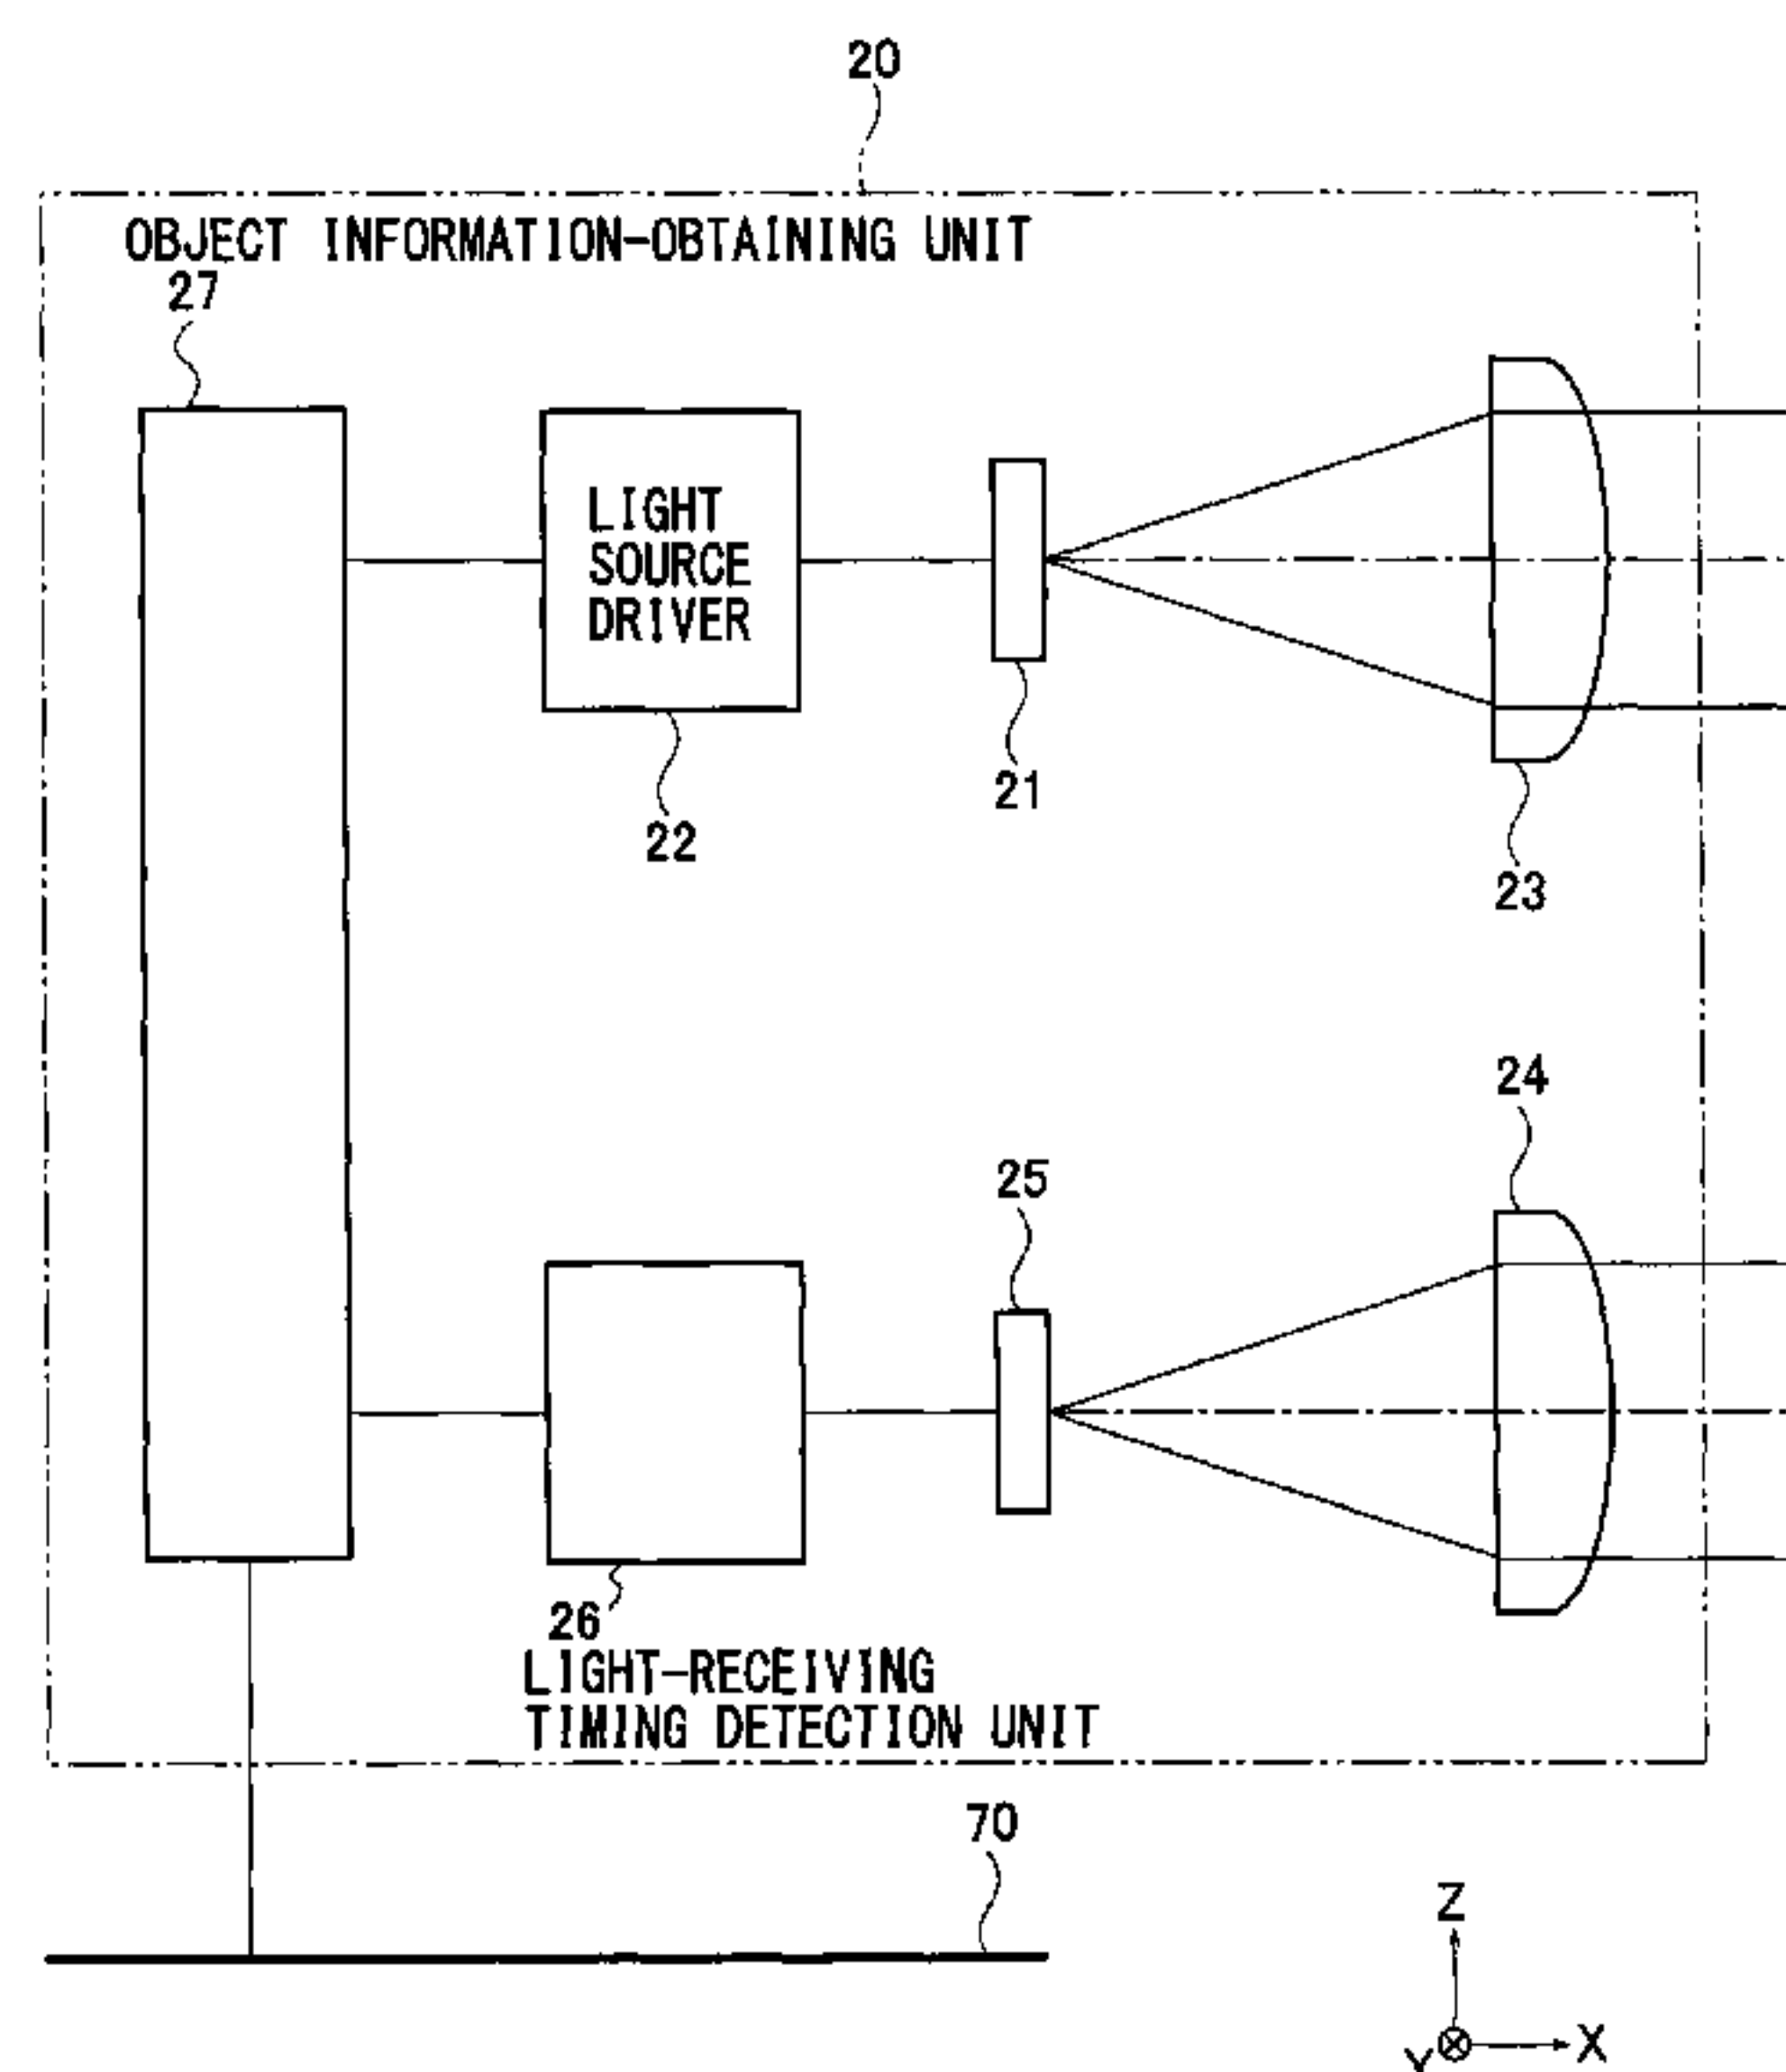 20
OBJECT INFORMATION-OBTAINING UNIT
27
LIGHT
SOURCE
DRIVER
21
22
23
24
25
26
LIGHT-RECEIVING
TIMING DETECTION UNIT
70
Z
Y
X